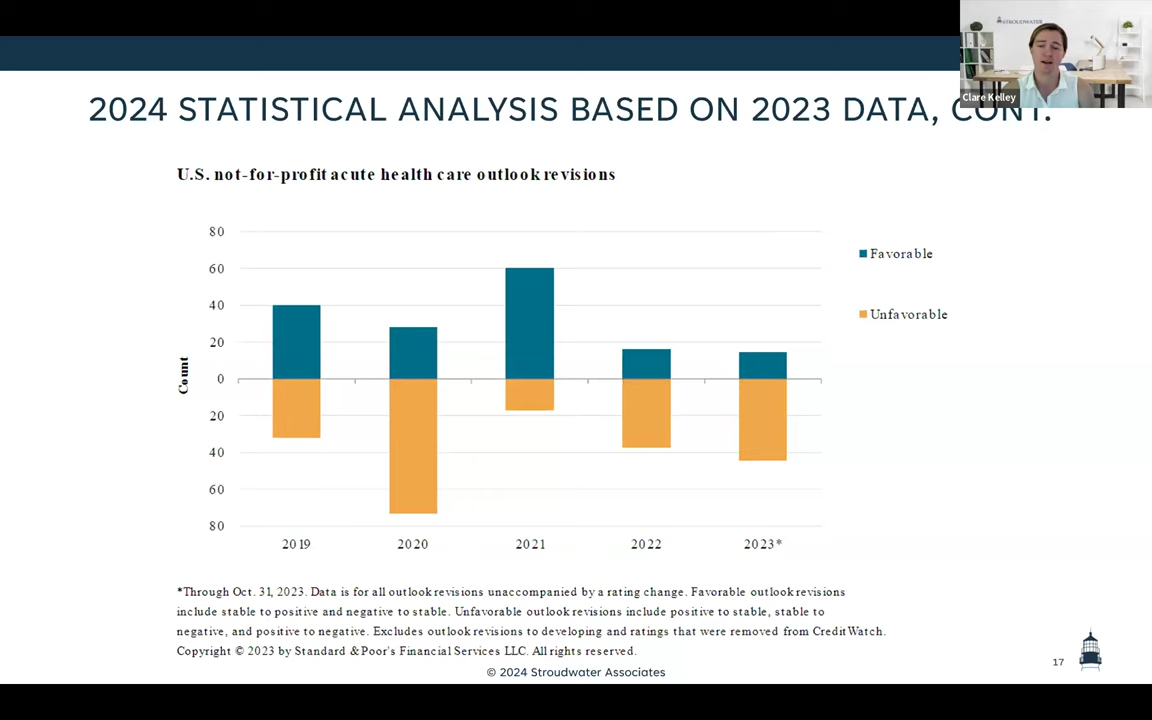 STROUDWATER
Clare Kelley
2024 STATISTICAL ANALYSIS BASED ON 2023 DATA, CONT.
U.S. not-for-profit acute health care outlook revisions
80
60
40
20
0
20
40
60
80
Count
2019 2020 2021 2022 2023*
Favorable
Unfavorable
*Through Oct. 31, 2023. Data is for all outlook revisions unaccompanied by a rating change. Favorable outlook revisions
include stable to positive and negative to stable. Unfavorable outlook revisions include positive to stable, stable to
negative, and positive to negative. Excludes outlook revisions to developing and ratings that were removed from CreditWatch.
Copyright © 2023 by Standard & Poor's Financial Services LLC. All rights reserved.
© 2024 Stroudwater Associates
17